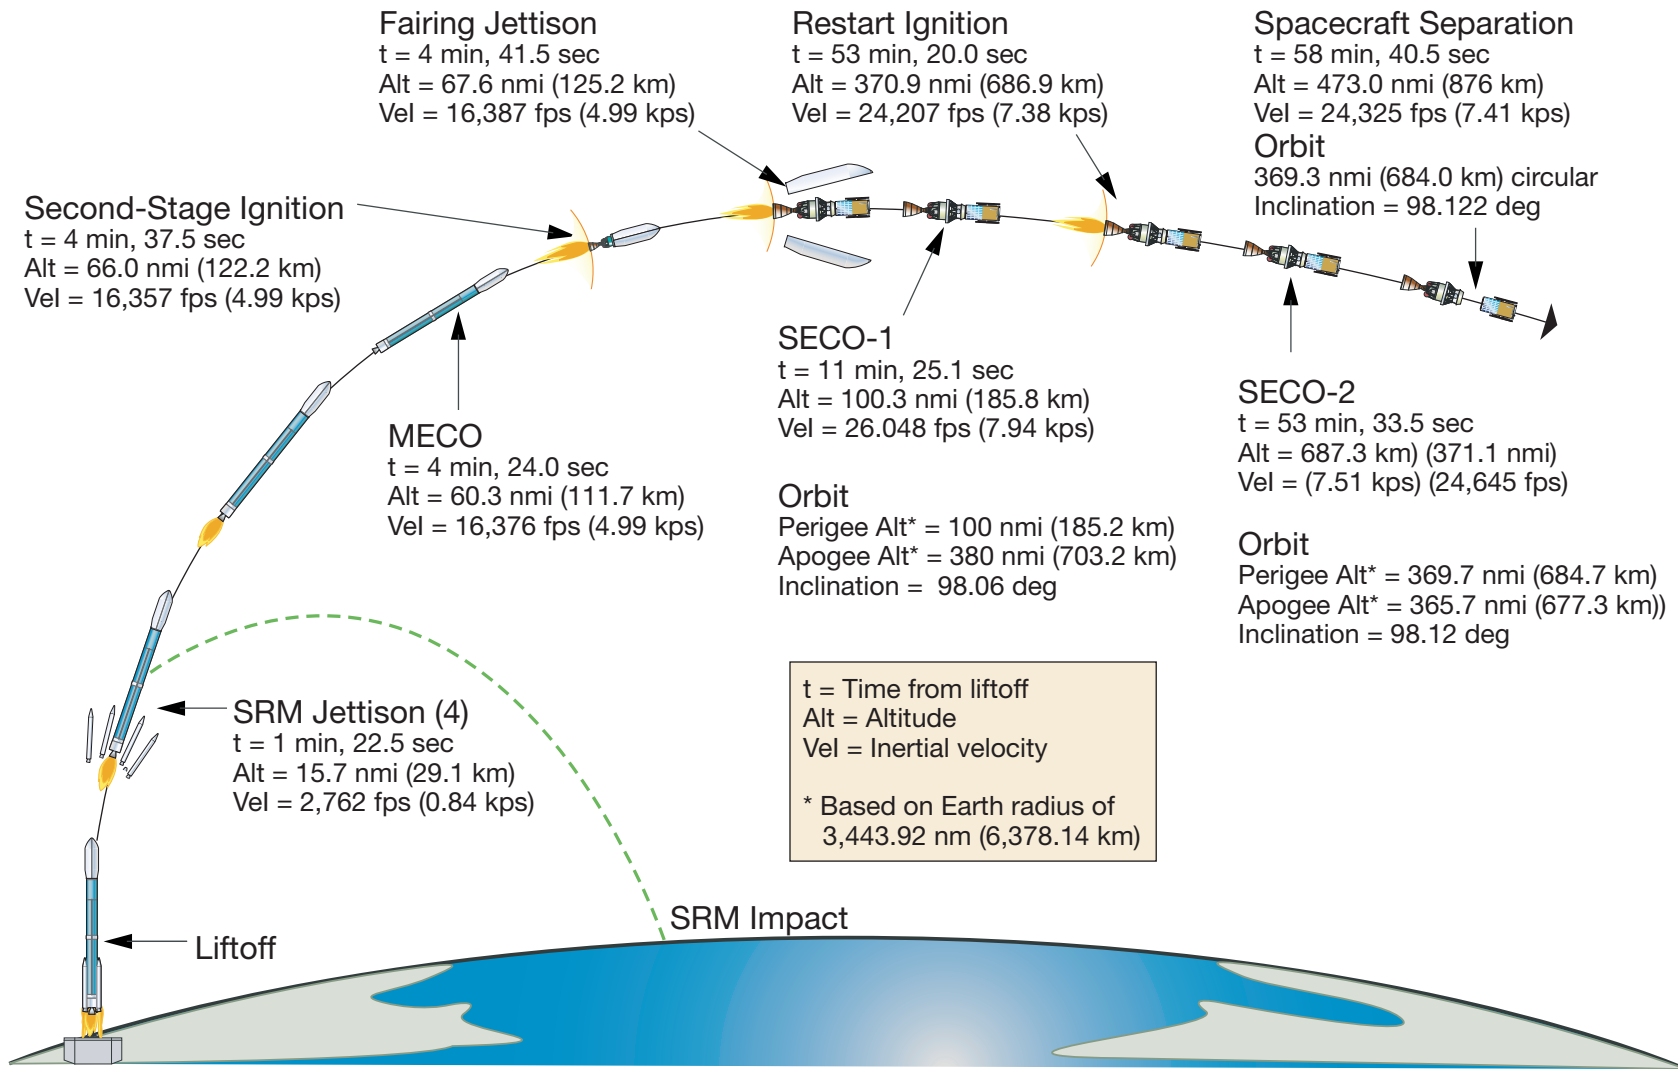 Fairing Jettison
t = 4 min, 41.5 sec
Alt = 67.6 nmi (125.2 km)
Vel = 16,387 fps (4.99 kps)
Restart Ignition
t = 53 min, 20.0 sec
Alt = 370.9 nmi (686.9 km)
Vel = 24,207 fps (7.38 kps)
Spacecraft Separation
t = 58 min, 40.5 sec
Alt = 473.0 nmi (876 km)
Vel = 24,325 fps (7.41 kps)
Orbit
369.3 nmi (684.0 km) circular
Inclination = 98.122 deg
Second-Stage Ignition
t = 4 min, 37.5 sec
Alt = 66.0 nmi (122.2 km)
Vel = 16,357 fps (4.99 kps)
SECO-1
t = 11 min, 25.1 sec
Alt = 100.3 nmi (185.8 km)
Vel = 26.048 fps (7.94 kps)
Orbit
Perigee Alt* = 100 nmi (185.2 km)
Apogee Alt* = 380 nmi (703.2 km)
Inclination = 98.06 deg
SECO-2
t = 53 min, 33.5 sec
Alt = 687.3 km) (371.1 nmi)
Vel = (7.51 kps) (24,645 fps)
Orbit
Perigee Alt* = 369.7 nmi (684.7 km)
Apogee Alt* = 365.7 nmi (677.3 km))
Inclination = 98.12 deg
MECO
t = 4 min, 24.0 sec
Alt = 60.3 nmi (111.7 km)
Vel = 16,376 fps (4.99 kps)
SRM Jettison (4)
t = 1 min, 22.5 sec
Alt = 15.7 nmi (29.1 km)
Vel = 2,762 fps (0.84 kps)
t = Time from liftoff
Alt = Altitude
Vel = Inertial velocity
* Based on Earth radius of
3,443.92 nm (6,378.14 km)
SRM Impact
Liftoff